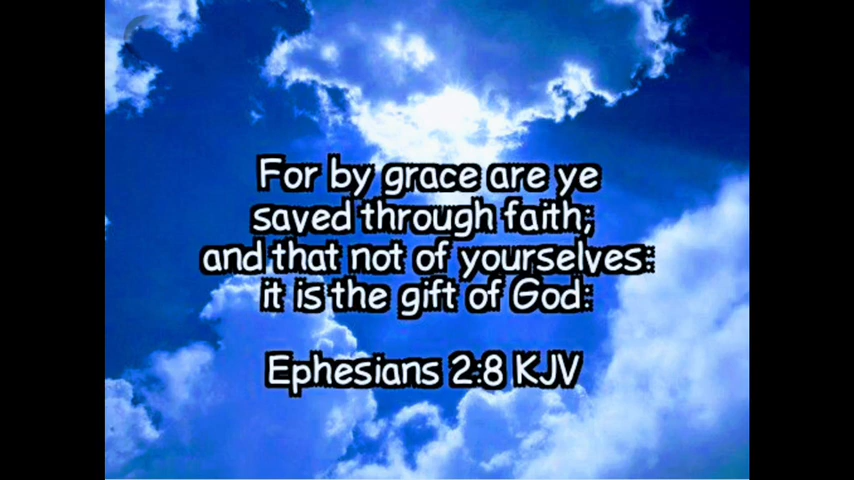 For by grace are ye
saved through faith;
and that not of yourselves:
it is the gift of God:
Ephesians 2:8 KJV